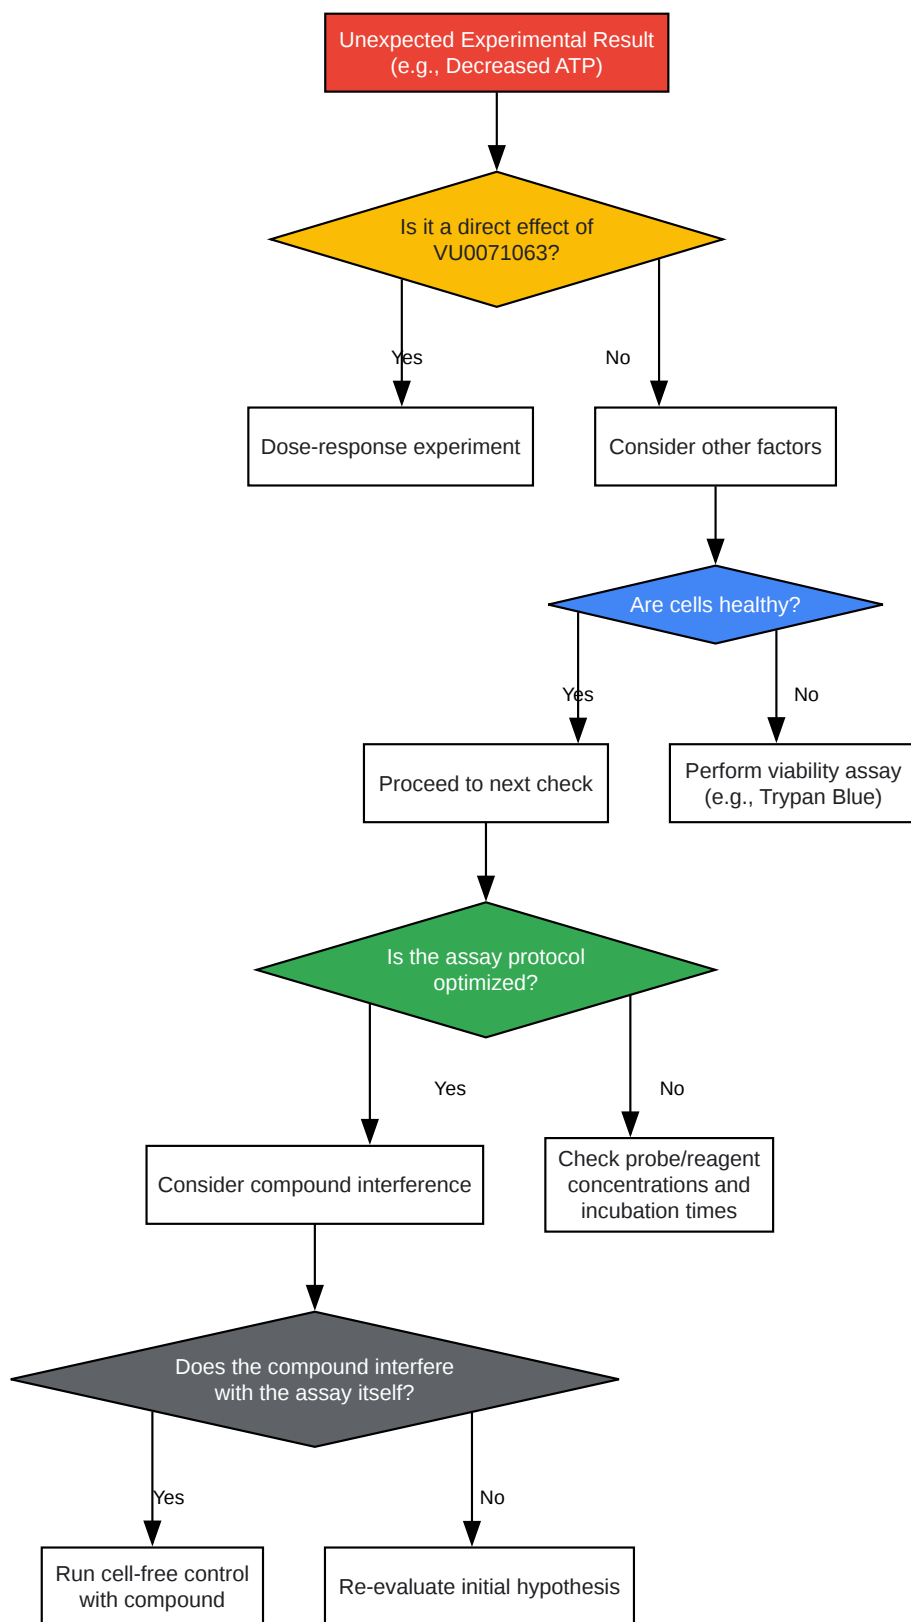 Unexpected Experimental Result
(e.g., Decreased ATP)
Is it a direct effect of
VU0071063?
Yes
No
Dose-response experiment
Consider other factors
Are cells healthy?
Yes
No
Proceed to next check
Perform viability assay
(e.g., Trypan Blue)
Is the assay protocol
optimized?
Yes
No
Consider compound interference
Check probe/reagent
concentrations and
incubation times
Does the compound interfere
with the assay itself?
Yes
No
Run cell-free control
with compound
Re-evaluate initial hypothesis